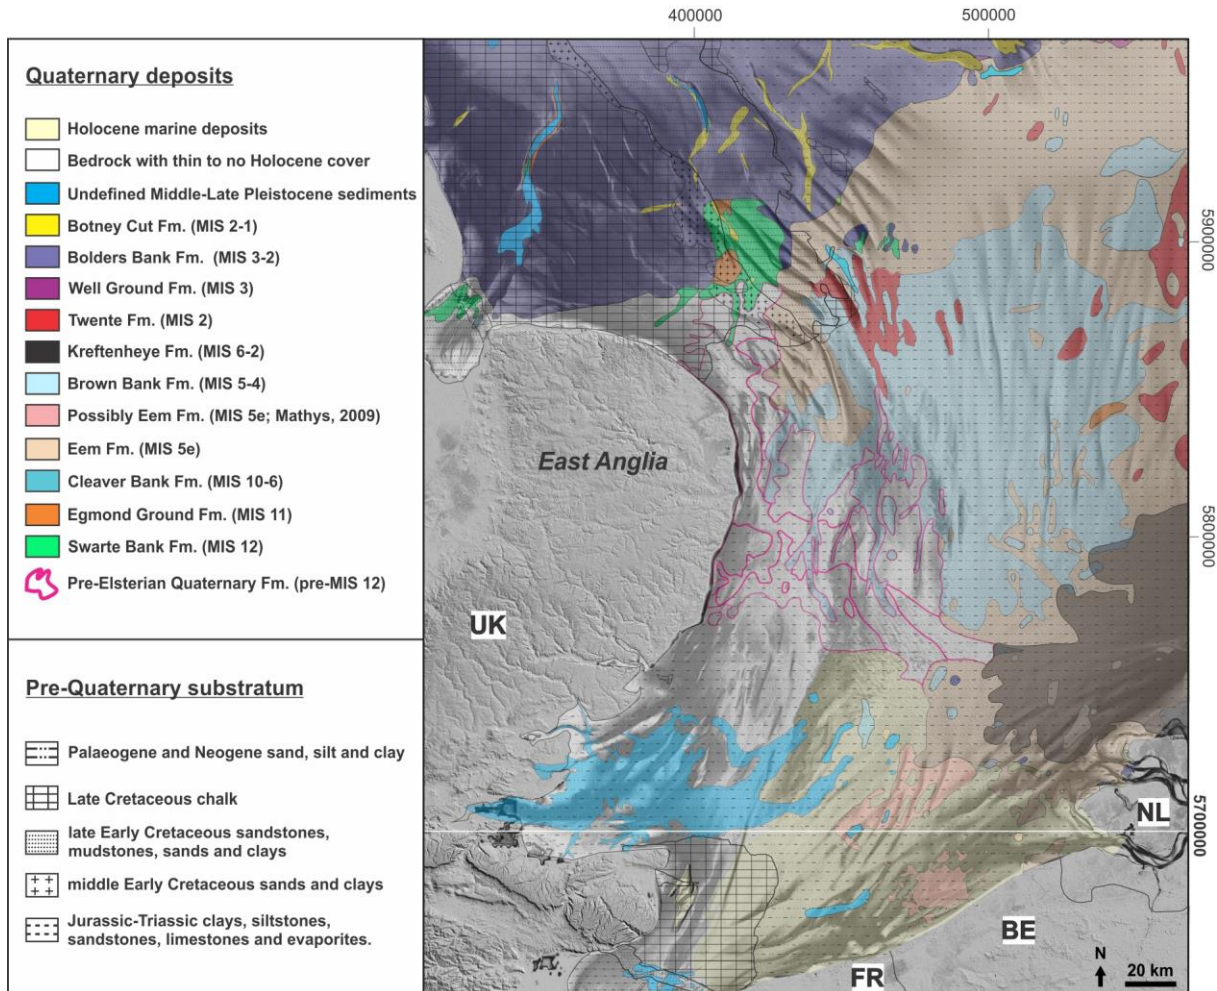 400000
500000
Quaternary deposits
Holocene marine deposits
Bedrock with thin to no Holocene cover
Undefined Middle-Late Pleistocene sediments
Botney Cut Fm. (MIS 2-1)
Bolders Bank Fm. (MIS 3-2)
Well Ground Fm. (MIS 3)
Twente Fm. (MIS 2)
Kreftenheye Fm. (MIS 6-2)
Brown Bank Fm. (MIS 5-4)
Possibly Eem Fm. (MIS 5e; Mathys, 2009)
Eem Fm. (MIS 5e)
Cleaver Bank Fm. (MIS 10-6)
Egmond Ground Fm. (MIS 11)
Swarte Bank Fm. (MIS 12)
Pre-Elsterian Quaternary Fm. (pre-MIS 12)
Pre-Quaternary substratum
Palaeogene and Neogene sand, silt and clay
Late Cretaceous chalk
late Early Cretaceous sandstones,
mudstones, sands and clays
middle Early Cretaceous sands and clays
Jurassic-Triassic clays, siltstones,
sandstones, limestones and evaporites.
East Anglia
UK
NL
BE
FR
N
20 km
5900000
5800000
5700000